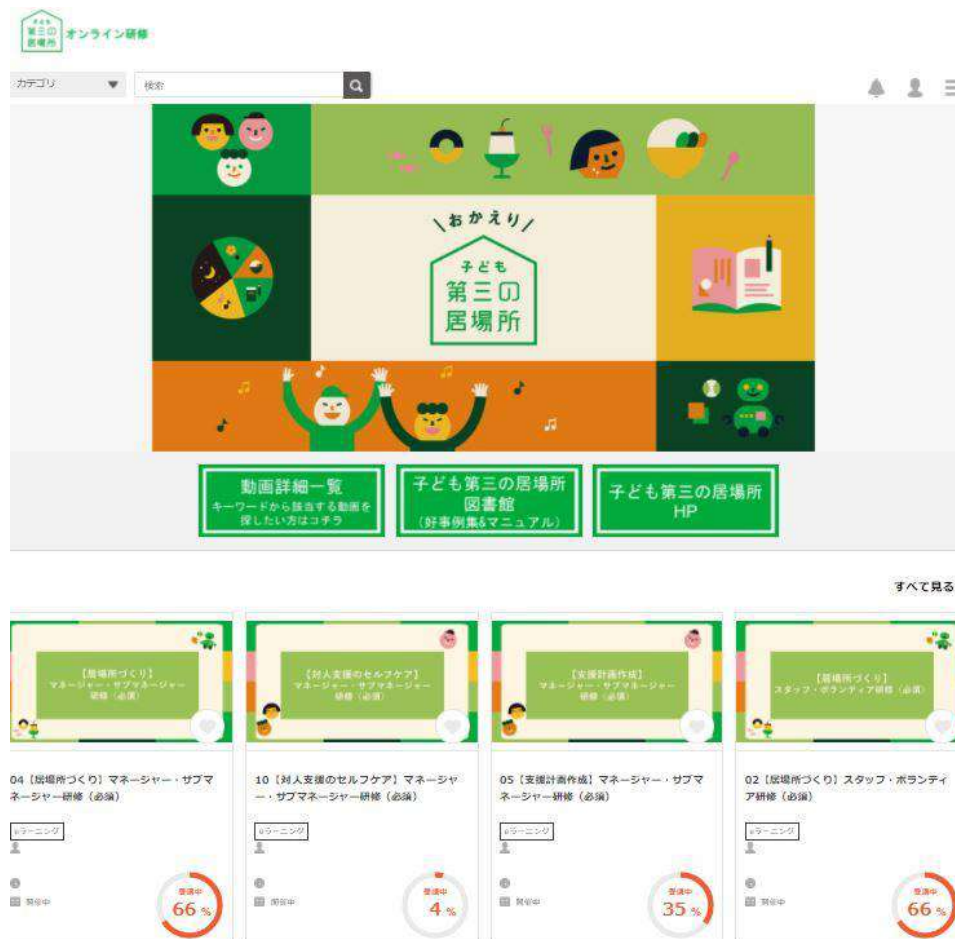 子ども
第三の
居場所
オンライン研修
カテゴリ
検索
\おかえり/
子ども
第三の
居場所
動画詳細一覧
キーワードから該当する動画を
探したい方はコチラ
子ども第三の居場所
図書館
(好事例集&マニュアル)
子ども第三の居場所
HP
すべて見る
【居場所づくり】
マネージャー・サブマネージャー
研修（必須）
【対人支援のセルフケア】
マネージャー・サブマネージャー
研修（必須）
【支援計画作成】
マネージャー・サブマネージャー
研修（必須）
【居場所づくり】
スタッフ・ボランティア研修（必須）
04【居場所づくり】マネージャー・サブマ
ネージャー研修（必須）
10【対人支援のセルフケア】マネージャ
ー・サブマネージャー研修（必須）
05【支援計画作成】マネージャー・サブマ
ネージャー研修（必須）
02【居場所づくり】スタッフ・ボランティ
ア研修（必須）
eラーニング
eラーニング
eラーニング
eラーニング
開催中
受講中
66 %
開催中
受講中
4 %
開催中
受講中
35 %
開催中
受講中
66 %